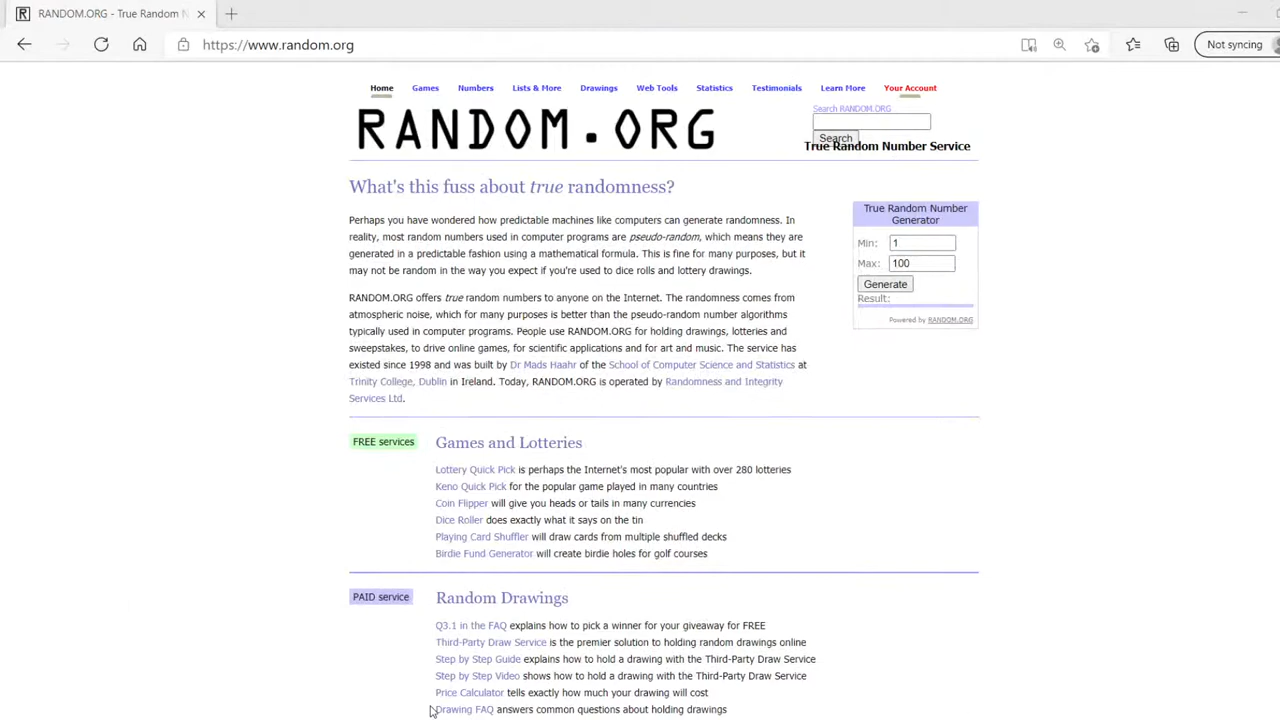 RANDOM.ORG - True Random N
https://www.random.org
Not syncing
Home Games Numbers Lists & More Drawings Web Tools Statistics Testimonials Learn More Your Account
RANDOM.ORG
Search RANDOM.ORG
Search
True Random Number Service
What's this fuss about true randomness?
Perhaps you have wondered how predictable machines like computers can generate randomness. In
reality, most random numbers used in computer programs are pseudo-random, which means they are
generated in a predictable fashion using a mathematical formula. This is fine for many purposes, but it
may not be random in the way you expect if you're used to dice rolls and lottery drawings.
RANDOM.ORG offers true random numbers to anyone on the Internet. The randomness comes from
atmospheric noise, which for many purposes is better than the pseudo-random number algorithms
typically used in computer programs. People use RANDOM.ORG for holding drawings, lotteries and
sweepstakes, to drive online games, for scientific applications and for art and music. The service has
existed since 1998 and was built by Dr Mads Haahr of the School of Computer Science and Statistics at
Trinity College, Dublin in Ireland. Today, RANDOM.ORG is operated by Randomness and Integrity
Services Ltd.
True Random Number
Generator
Min: 1
Max: 100
Generate
Result:
Powered by RANDOM.ORG
FREE services
Games and Lotteries
Lottery Quick Pick is perhaps the Internet's most popular with over 280 lotteries
Keno Quick Pick for the popular game played in many countries
Coin Flipper will give you heads or tails in many currencies
Dice Roller does exactly what it says on the tin
Playing Card Shuffler will draw cards from multiple shuffled decks
Birdie Fund Generator will create birdie holes for golf courses
PAID service
Random Drawings
Q3.1 in the FAQ explains how to pick a winner for your giveaway for FREE
Third-Party Draw Service is the premier solution to holding random drawings online
Step by Step Guide explains how to hold a drawing with the Third-Party Draw Service
Step by Step Video shows how to hold a drawing with the Third-Party Draw Service
Price Calculator tells exactly how much your drawing will cost
Drawing FAQ answers common questions about holding drawings